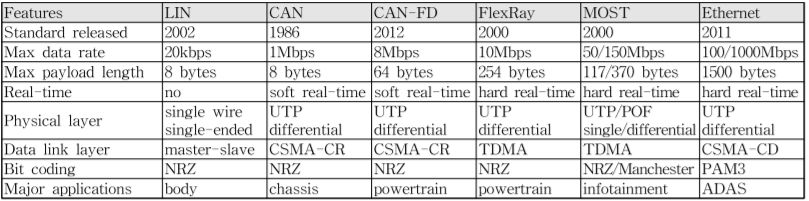 Features LIN CAN CAN-FD FlexRay MOST Ethernet
Standard released 2002 1986 2012 2000 2000 2011
Max data rate 20kbps 1Mbps 8Mbps 10Mbps 50/150Mbps 100/1000Mbps
Max payload length 8 bytes 8 bytes 64 bytes 254 bytes 117/370 bytes 1500 bytes
Real-time no soft real-time soft real-time hard real-time hard real-time hard real-time
Physical layer single wire single-ended UTP differential UTP differential UTP differential UTP/POF single/differential UTP differential
Data link layer master-slave CSMA-CR CSMA-CR TDMA TDMA CSMA-CD
Bit coding NRZ NRZ NRZ NRZ NRZ/Manchester PAM3
Major applications body chassis powertrain powertrain infotainment ADAS